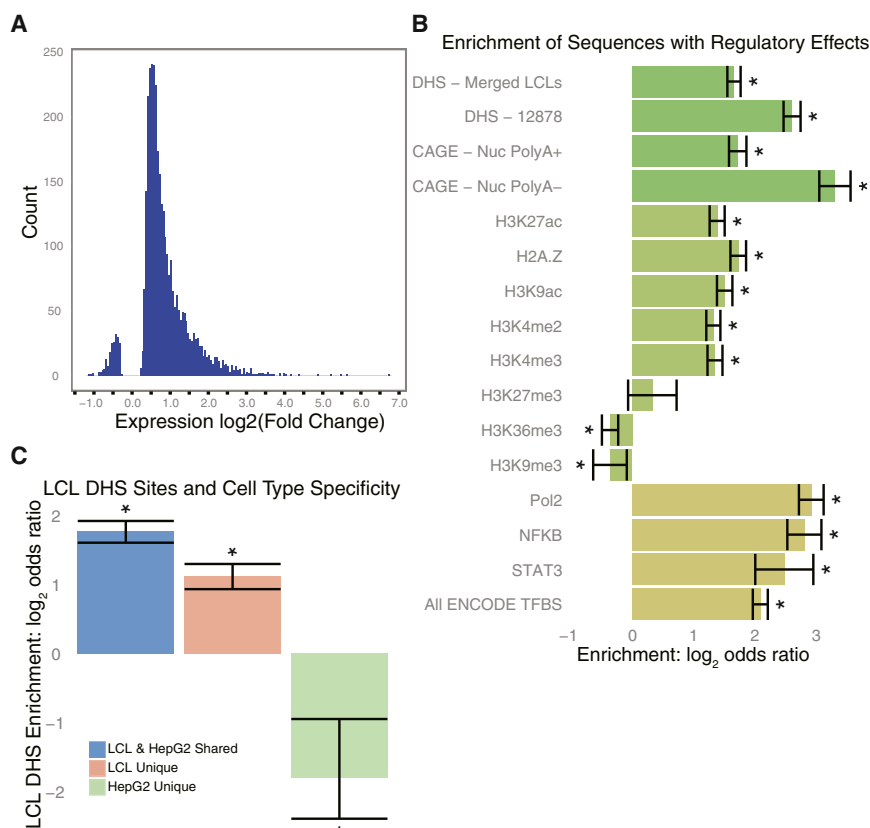 A
250
200
150
100
50
0
Count
−1.0 0.0 1.0 2.0 3.0 4.0 5.0 6.0 7.0
Expression log2(Fold Change)
B
Enrichment of Sequences with Regulatory Effects
DHS − Merged LCLs *
DHS − 12878 *
CAGE − Nuc PolyA+ *
CAGE − Nuc PolyA− *
H3K27ac *
H2A.Z *
H3K9ac *
H3K4me2 *
H3K4me3 *
H3K27me3
H3K36me3 *
H3K9me3 *
Pol2 *
NFKB *
STAT3 *
All ENCODE TFBS *
−1 0 1 2 3
Enrichment: log2 odds ratio
C
LCL DHS Sites and Cell Type Specificity
LCL DHS Enrichment: log2 odds ratio
2
1
0
−1
−2
* *
LCL & HepG2 Shared
LCL Unique
HepG2 Unique